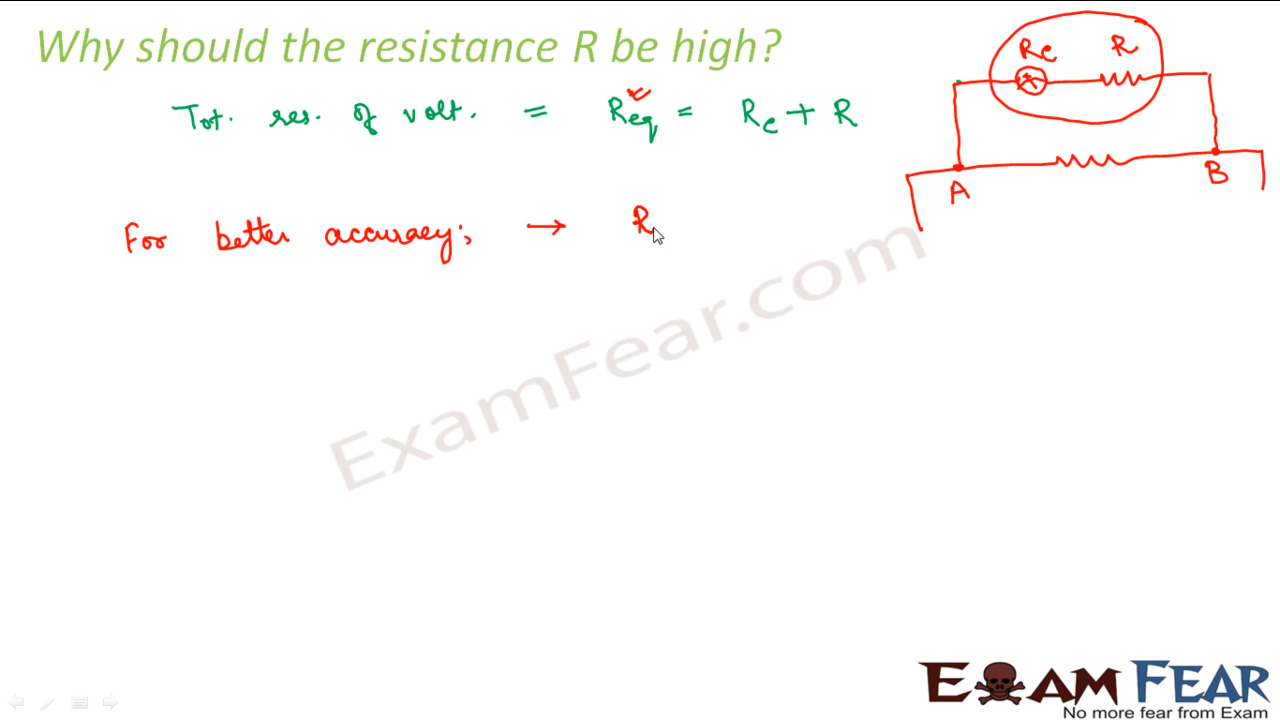 Why should the resistance R be high?
Tot. res. of volt. = Req = Rc + R
For better accuracy; → R
Rc R
A B
ExamFear.com
EXAM FEAR
No more fear from Exam